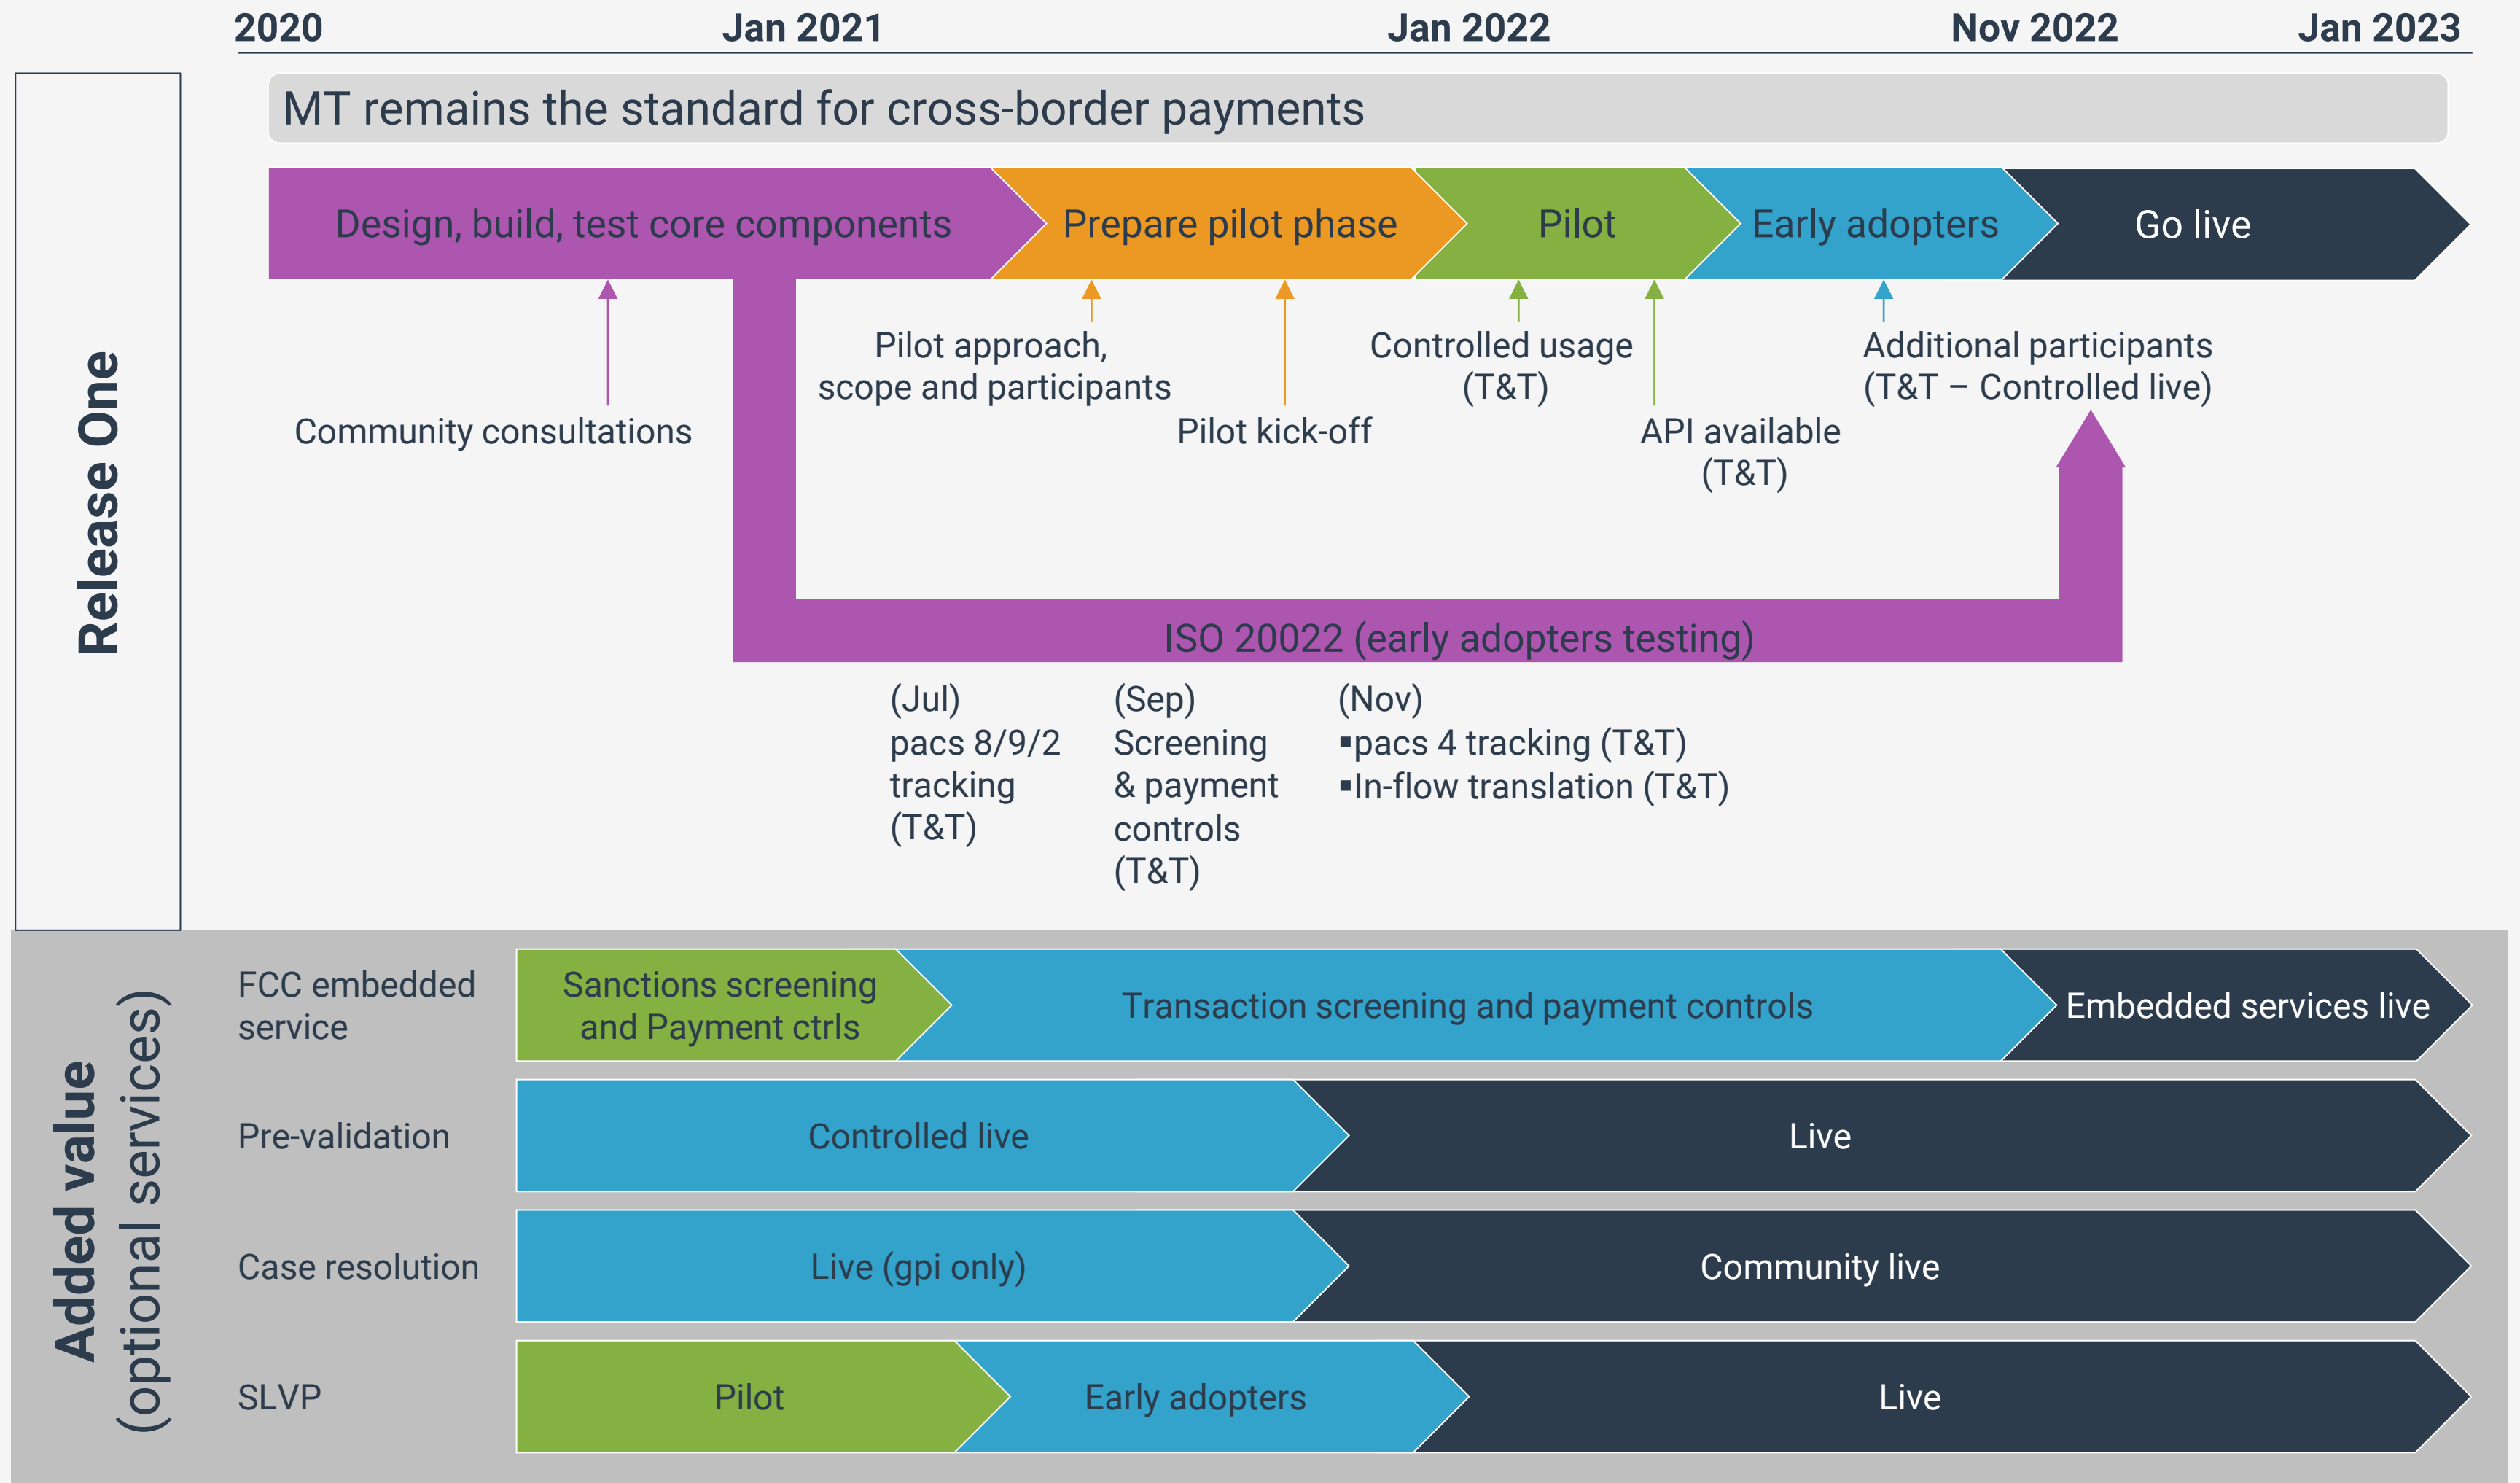 2020
Jan 2021
Jan 2022
Nov 2022
Jan 2023
Release One
MT remains the standard for cross-border payments
Design, build, test core components
Prepare pilot phase
Pilot
Early adopters
Go live
Community consultations
Pilot approach,
scope and participants
Pilot kick-off
Controlled usage
(T&T)
API available
(T&T)
Additional participants
(T&T – Controlled live)
ISO 20022 (early adopters testing)
(Jul)
pacs 8/9/2
tracking
(T&T)
(Sep)
Screening
& payment
controls
(T&T)
(Nov)
▪pacs 4 tracking (T&T)
▪In-flow translation (T&T)
Added value
(optional services)
FCC embedded
service
Sanctions screening
and Payment ctrls
Transaction screening and payment controls
Embedded services live
Pre-validation
Controlled live
Live
Case resolution
Live (gpi only)
Community live
SLVP
Pilot
Early adopters
Live